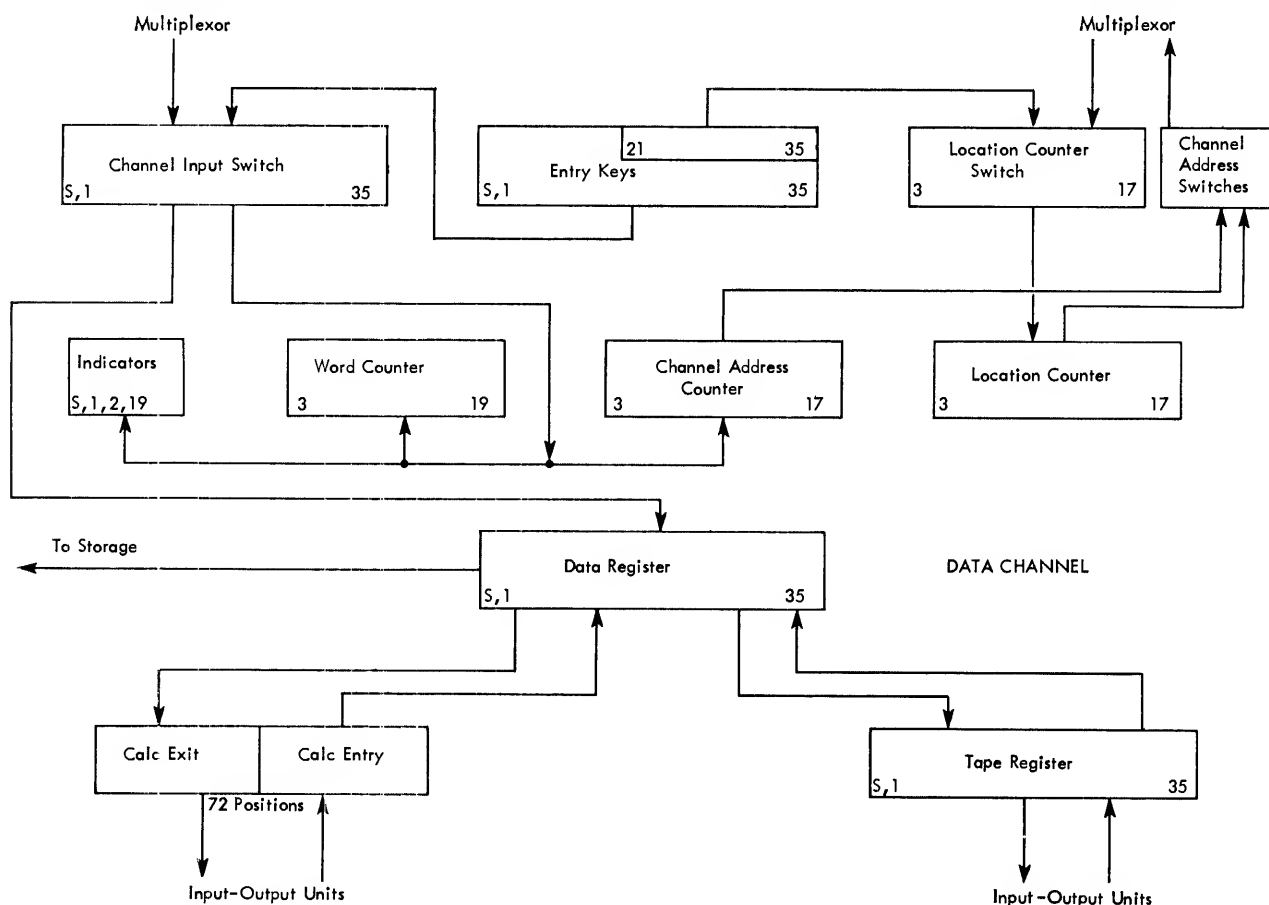 Multiplexor
Multiplexor
Channel Input Switch
S,1 35
21 35
Entry Keys
S,1 35
Location Counter
Switch
3 17
Channel
Address
Switches
Indicators
S,1,2,19
Word Counter
3 19
Channel Address
Counter
3 17
Location Counter
3 17
To Storage
Data Register
S,1 35
DATA CHANNEL
Calc Exit
Calc Entry
72 Positions
Tape Register
S,1 35
Input-Output Units
Input-Output Units